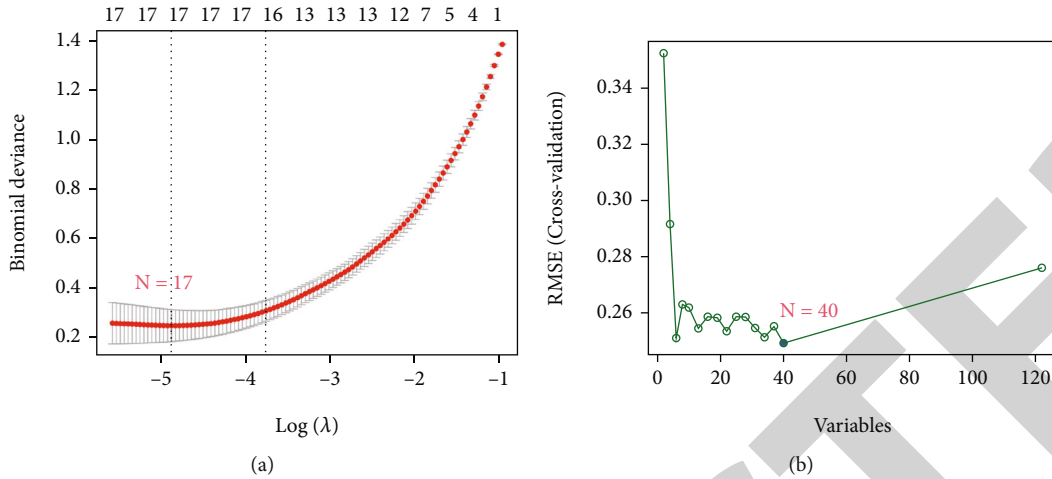 17 17 17 17 17 16 13 13 13 12 7 5 4 1
1.4
1.2
1.0
0.8
0.6
0.4
0.2
Binomial deviance
N = 17
−5 −4 −3 −2 −1
Log (λ)
(a)
0.34
0.32
0.30
0.28
0.26
RMSE (Cross-validation)
N = 40
0 20 40 60 80 100 120
Variables
(b)